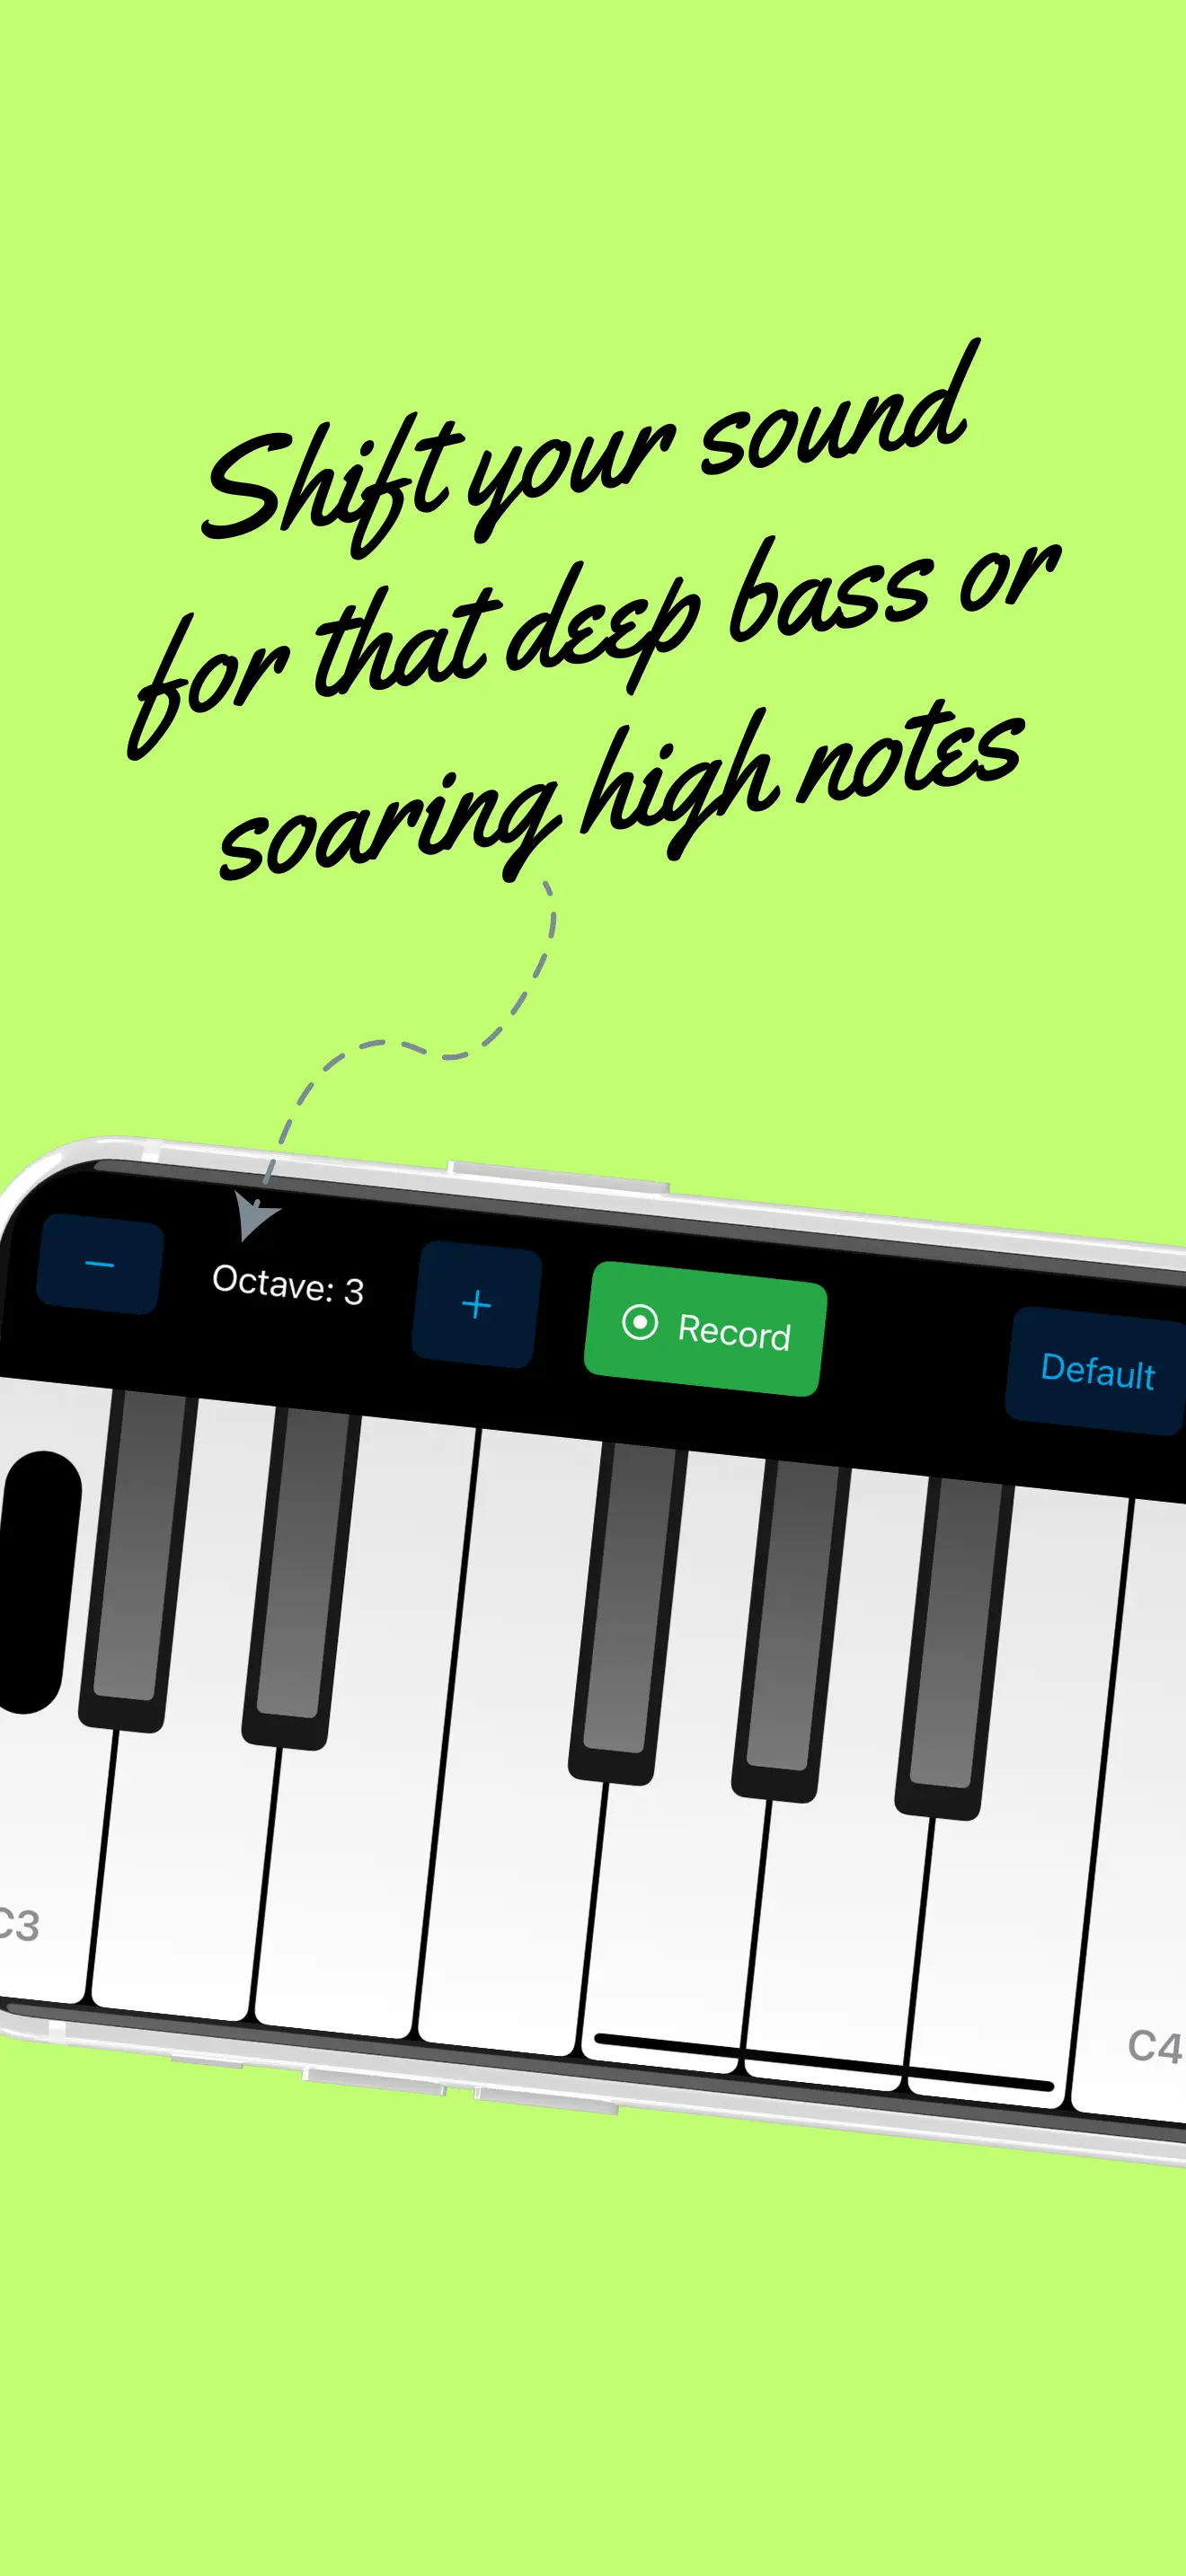 Shift your sound
for that deep bass or
soaring high notes
− Octave: 3 + Record Default
C3 C4